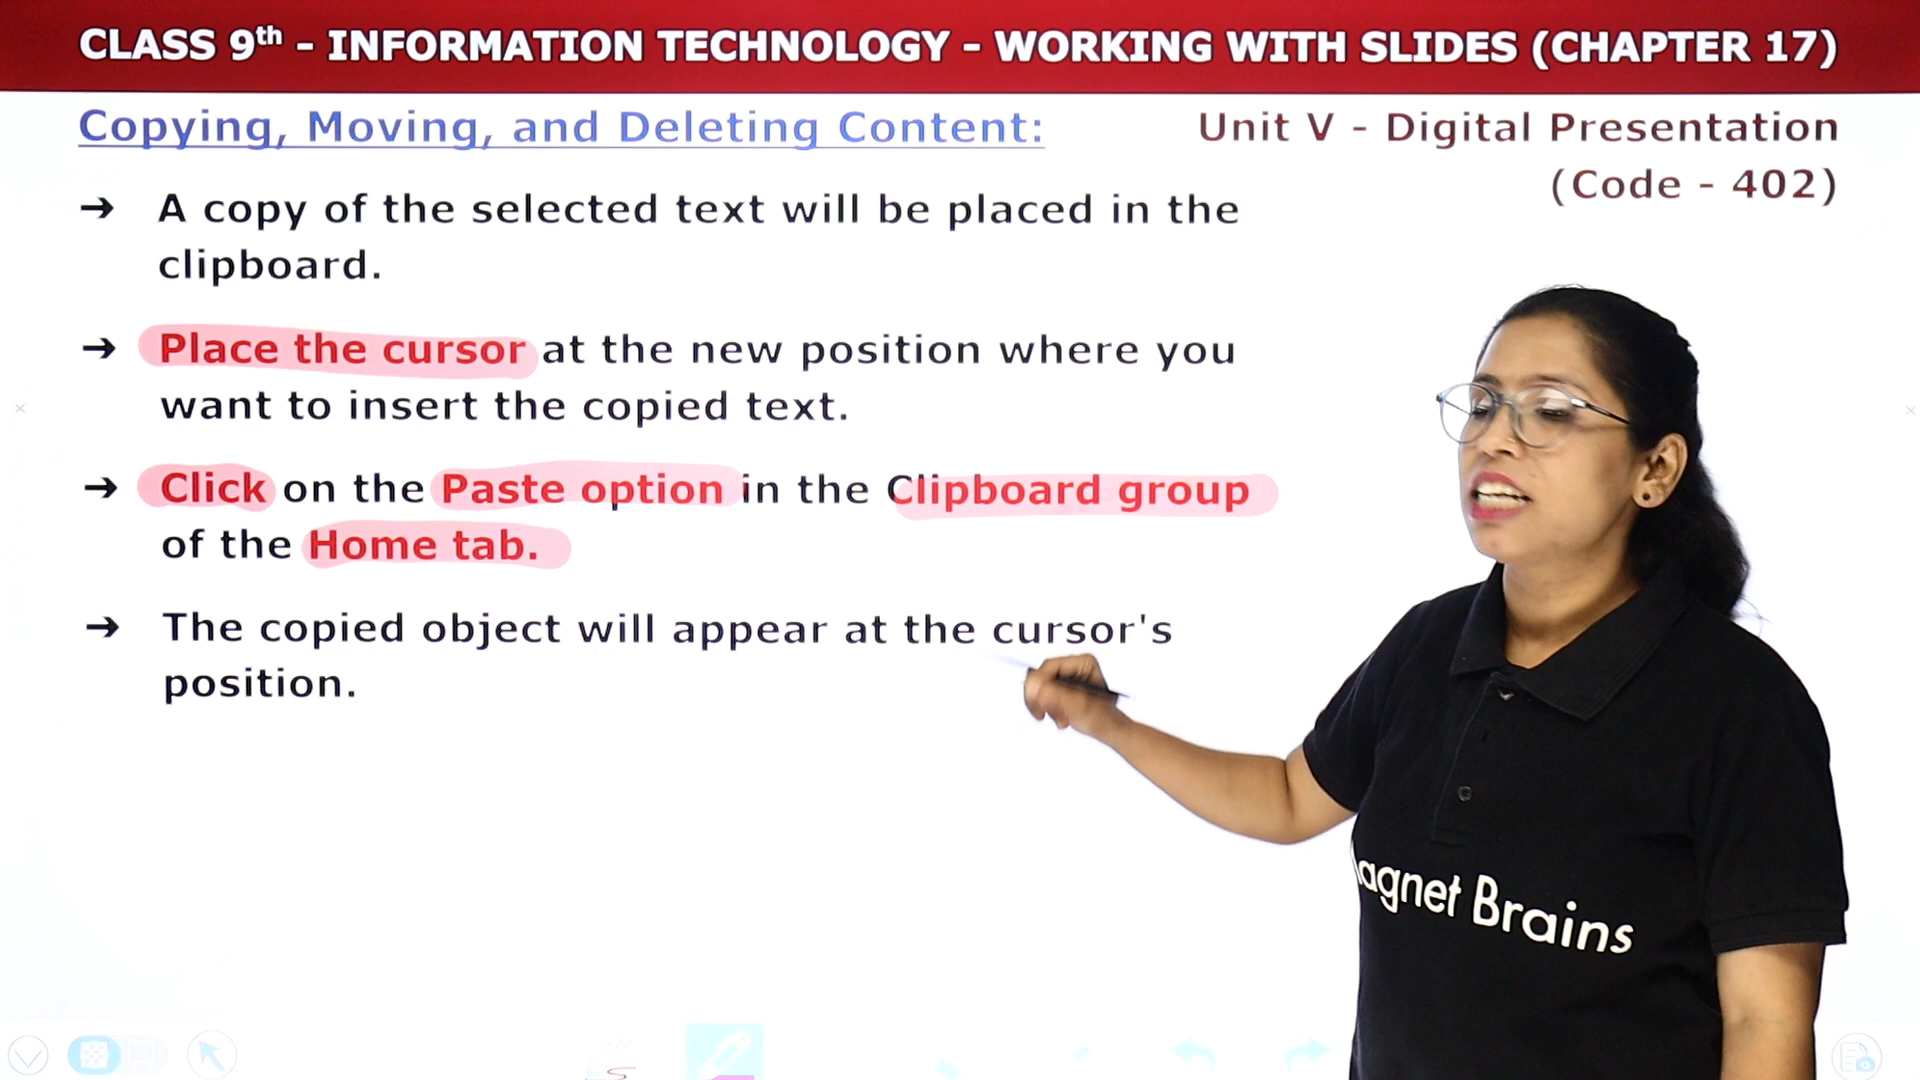 CLASS 9th - INFORMATION TECHNOLOGY - WORKING WITH SLIDES (CHAPTER 17)
Copying, Moving, and Deleting Content:
Unit V - Digital Presentation
(Code - 402)
➔ A copy of the selected text will be placed in the
clipboard.
➔ Place the cursor at the new position where you
want to insert the copied text.
➔ Click on the Paste option in the Clipboard group
of the Home tab.
➔ The copied object will appear at the cursor's
position.
agnet Brains